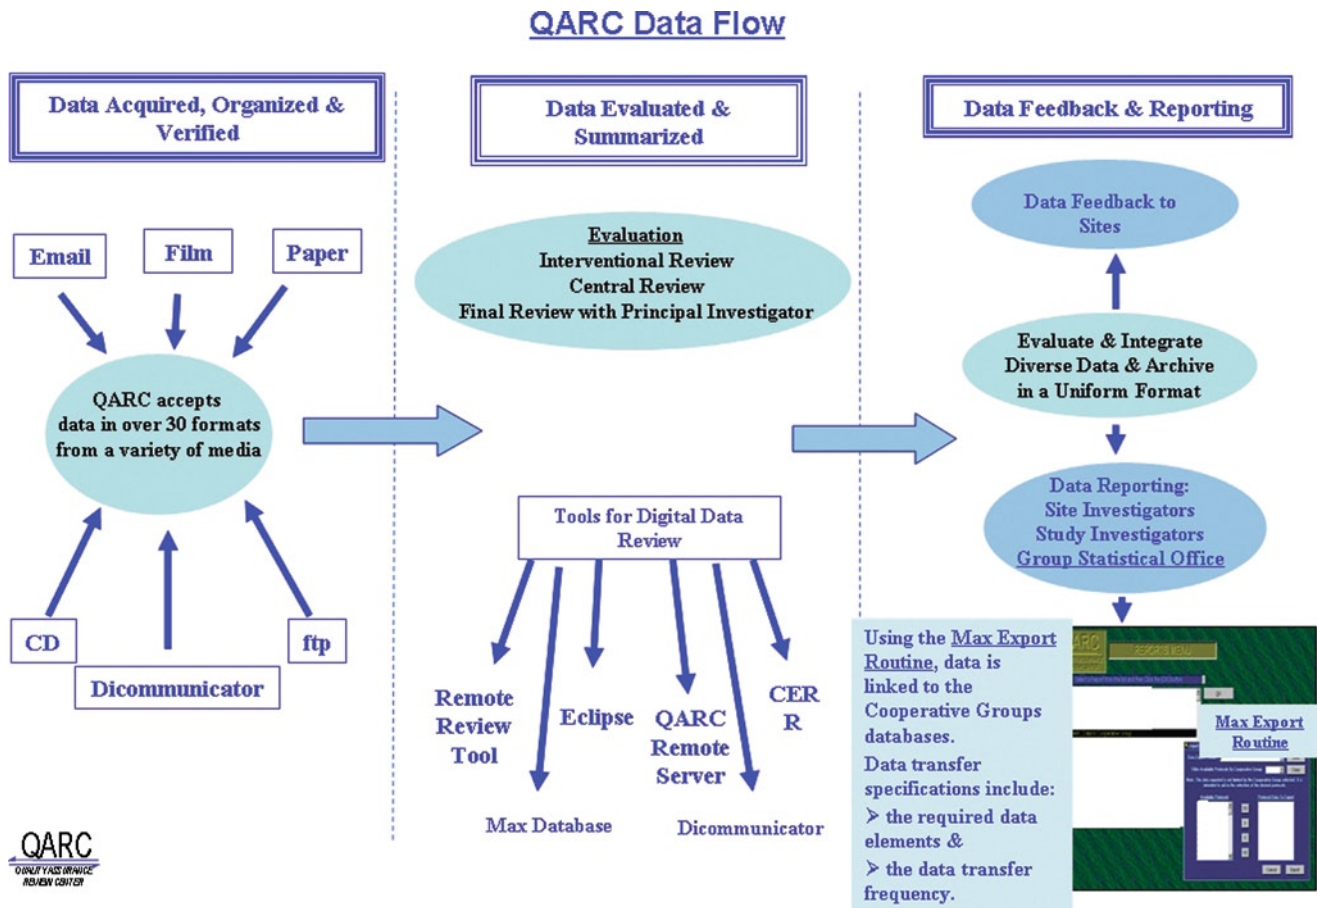 QARC Data Flow
Data Acquired, Organized &
Verified
Email
Film
Paper
QARC accepts
data in over 30 formats
from a variety of media
CD
Dicommunicator
ftp
QARC
QUALITY ASSURANCE
REVIEW CENTER
Data Evaluated &
Summarized
Evaluation
Interventional Review
Central Review
Final Review with Principal Investigator
Tools for Digital Data
Review
Remote
Review
Tool
Eclipse
QARC
Remote
Server
CER
R
Max Database
Dicommunicator
Data Feedback & Reporting
Data Feedback to
Sites
Evaluate & Integrate
Diverse Data & Archive
in a Uniform Format
Data Reporting:
Site Investigators
Study Investigators
Group Statistical Office
Using the Max Export
Routine, data is
linked to the
Cooperative Groups
databases.
Data transfer
specifications include:
➢ the required data
elements &
➢ the data transfer
frequency.
ARC
REPORTS MENU
Max Export
Routine